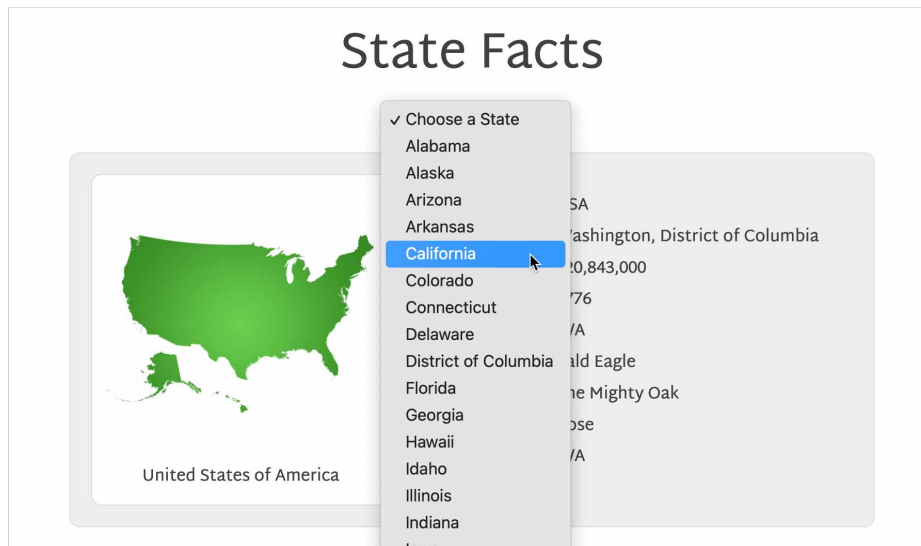 State Facts
✓ Choose a State
Alabama
Alaska
Arizona
Arkansas
California
Colorado
Connecticut
Delaware
District of Columbia
Florida
Georgia
Hawaii
Idaho
Illinois
Indiana
SA
ashington, District of Columbia
20,843,000
776
/A
ald Eagle
he Mighty Oak
ose
/A
United States of America